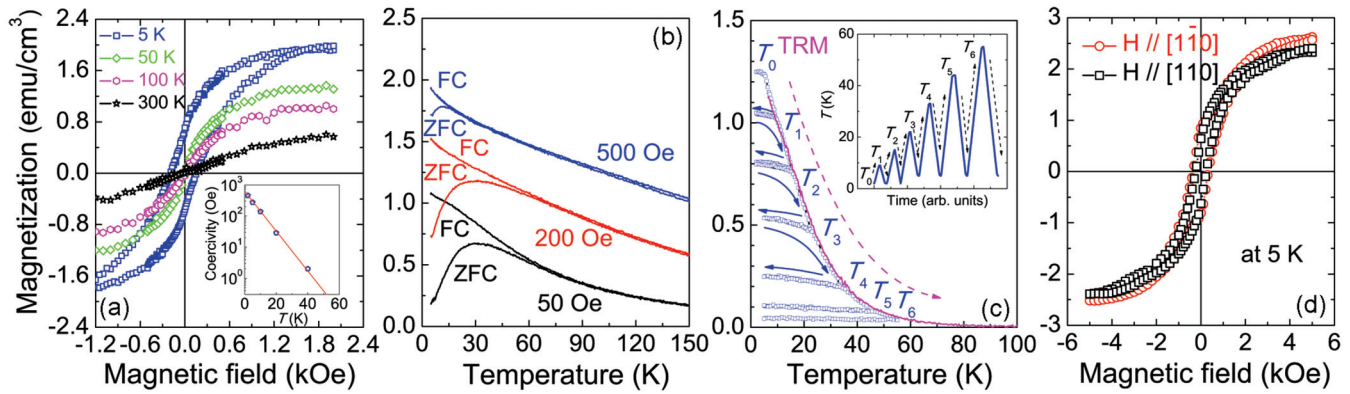 Magnetization (emu/cm³)
2.4
1.6
0.8
0.0
-0.8
-1.6
-2.4
5 K
50 K
100 K
300 K
Coercivity (Oe)
10³
10²
10¹
10⁰
0 20 40 60
T(K)
(a)
-1.2 -0.6 0.0 0.6 1.2 1.8 2.4
Magnetic field (kOe)
2.5
2.0
1.5
1.0
0.5
0.0
(b)
FC
ZFC
500 Oe
FC
ZFC
200 Oe
FC
ZFC
50 Oe
0 30 60 90 120 150
Temperature (K)
1.5
1.0
0.5
1.0
T₀
TRM
T₁
T₂
T₃
T₄
T₅
T₆
T(K)
60
40
20
0
T₀
T₁
T₂
T₃
T₄
T₅
T₆
Time (arb. units)
(c)
0 20 40 60 80 100
Temperature (K)
3
2
1
0
-1
-2
-3
H // [11̄0]
H // [110]
at 5 K
(d)
-6 -4 -2 0 2 4 6
Magnetic field (kOe)